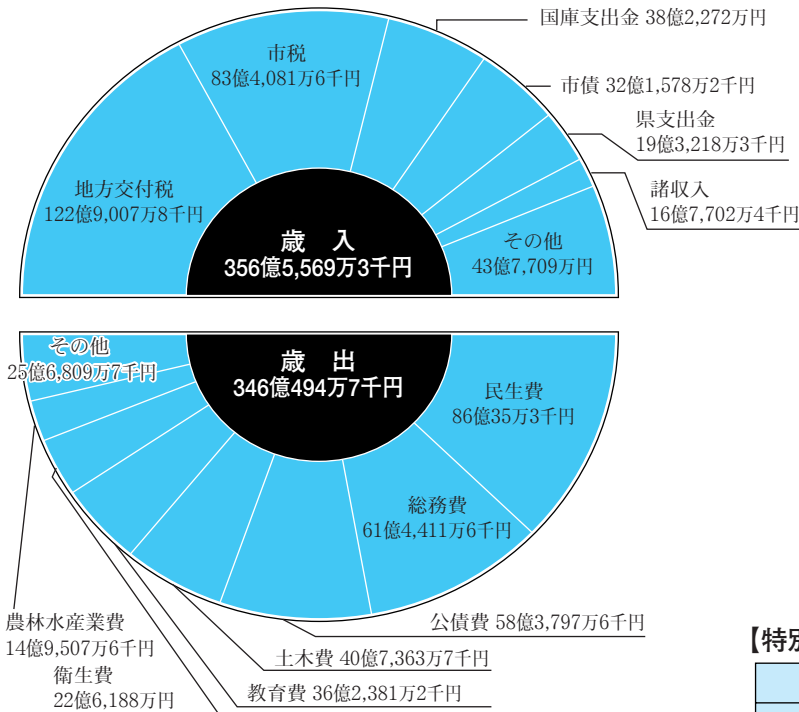 国庫支出金 38億2,272万円
市税
83億4,081万6千円
市債 32億1,578万2千円
県支出金
19億3,218万3千円
地方交付税
122億9,007万8千円
諸収入
16億7,702万4千円
歳 入
356億5,569万3千円
その他
43億7,709万円
その他
25億6,809万7千円
歳 出
346億494万7千円
民生費
86億35万3千円
総務費
61億4,411万6千円
公債費 58億3,797万6千円
農林水産業費
14億9,507万6千円
土木費 40億7,363万7千円
衛生費
22億6,188万円
教育費 36億2,381万2千円
【特別